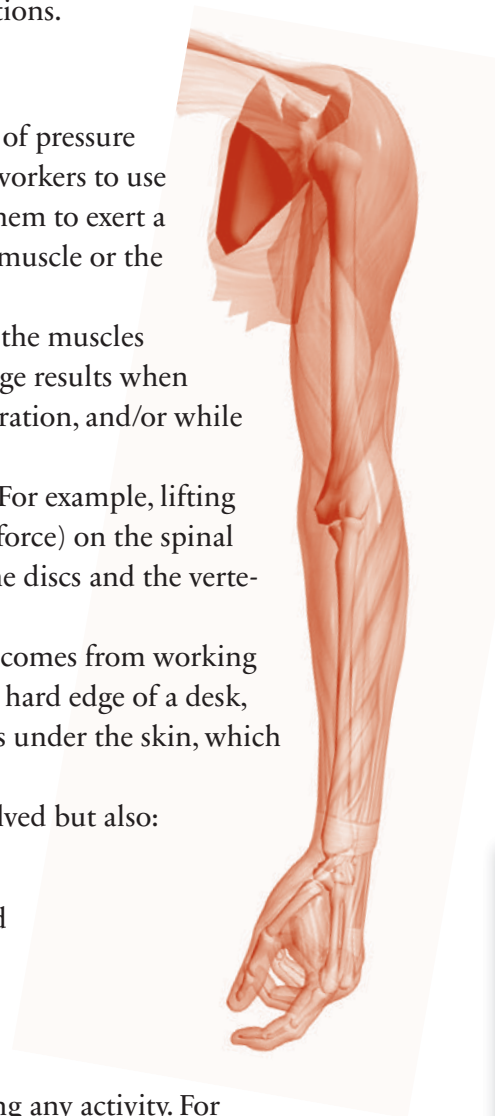 tions.
of pressure
workers to use
hem to exert a
muscle or the
the muscles
ge results when
ration, and/or while
For example, lifting
force) on the spinal
ne discs and the verte-
comes from working
hard edge of a desk,
s under the skin, which
lved but also:
d
ng any activity. For